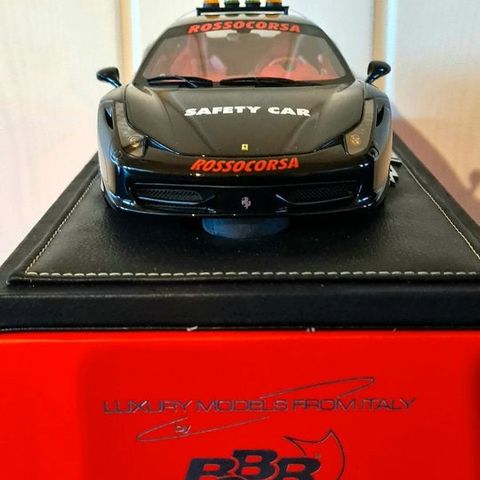 ROSSOCORSA
SAFETY CAR
ROSSOCORSA
LUXURY MODELS FROM ITALY
BBR